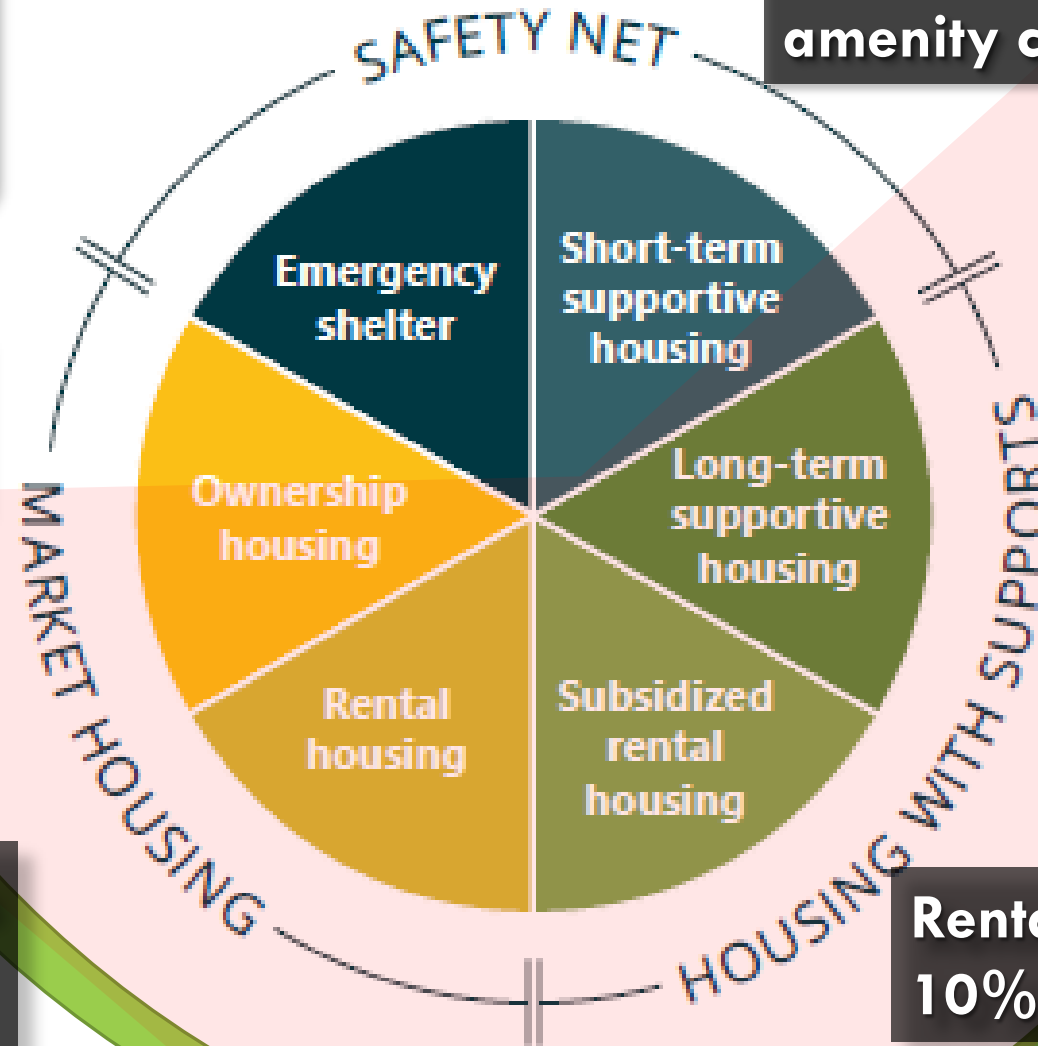 SAFETY NET
amenity
Emergency
shelter
Short-term
supportive
housing
Ownership
housing
Long-term
supportive
housing
Rental
housing
Subsidized
rental
housing
MARKET HOUSING
HOUSING WITH SUPPORTS
10%